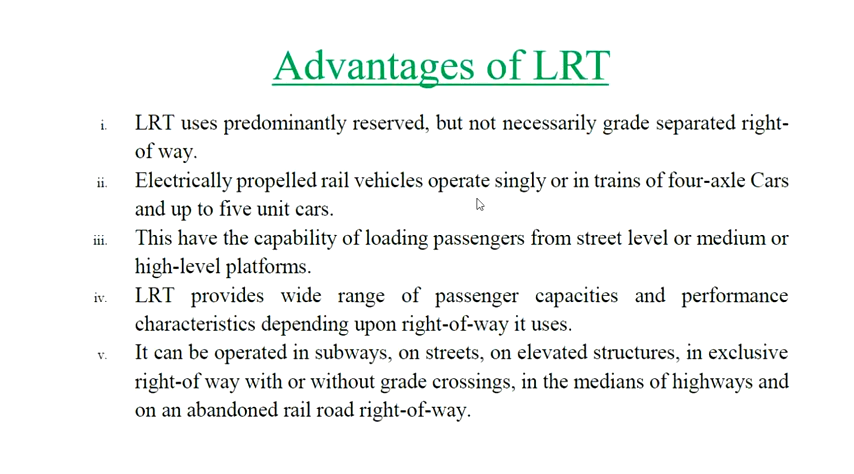 Advantages of LRT
i. LRT uses predominantly reserved, but not necessarily grade separated right-
of way.
ii. Electrically propelled rail vehicles operate singly or in trains of four-axle Cars
and up to five unit cars.
iii. This have the capability of loading passengers from street level or medium or
high-level platforms.
iv. LRT provides wide range of passenger capacities and performance
characteristics depending upon right-of-way it uses.
v. It can be operated in subways, on streets, on elevated structures, in exclusive
right-of way with or without grade crossings, in the medians of highways and
on an abandoned rail road right-of-way.